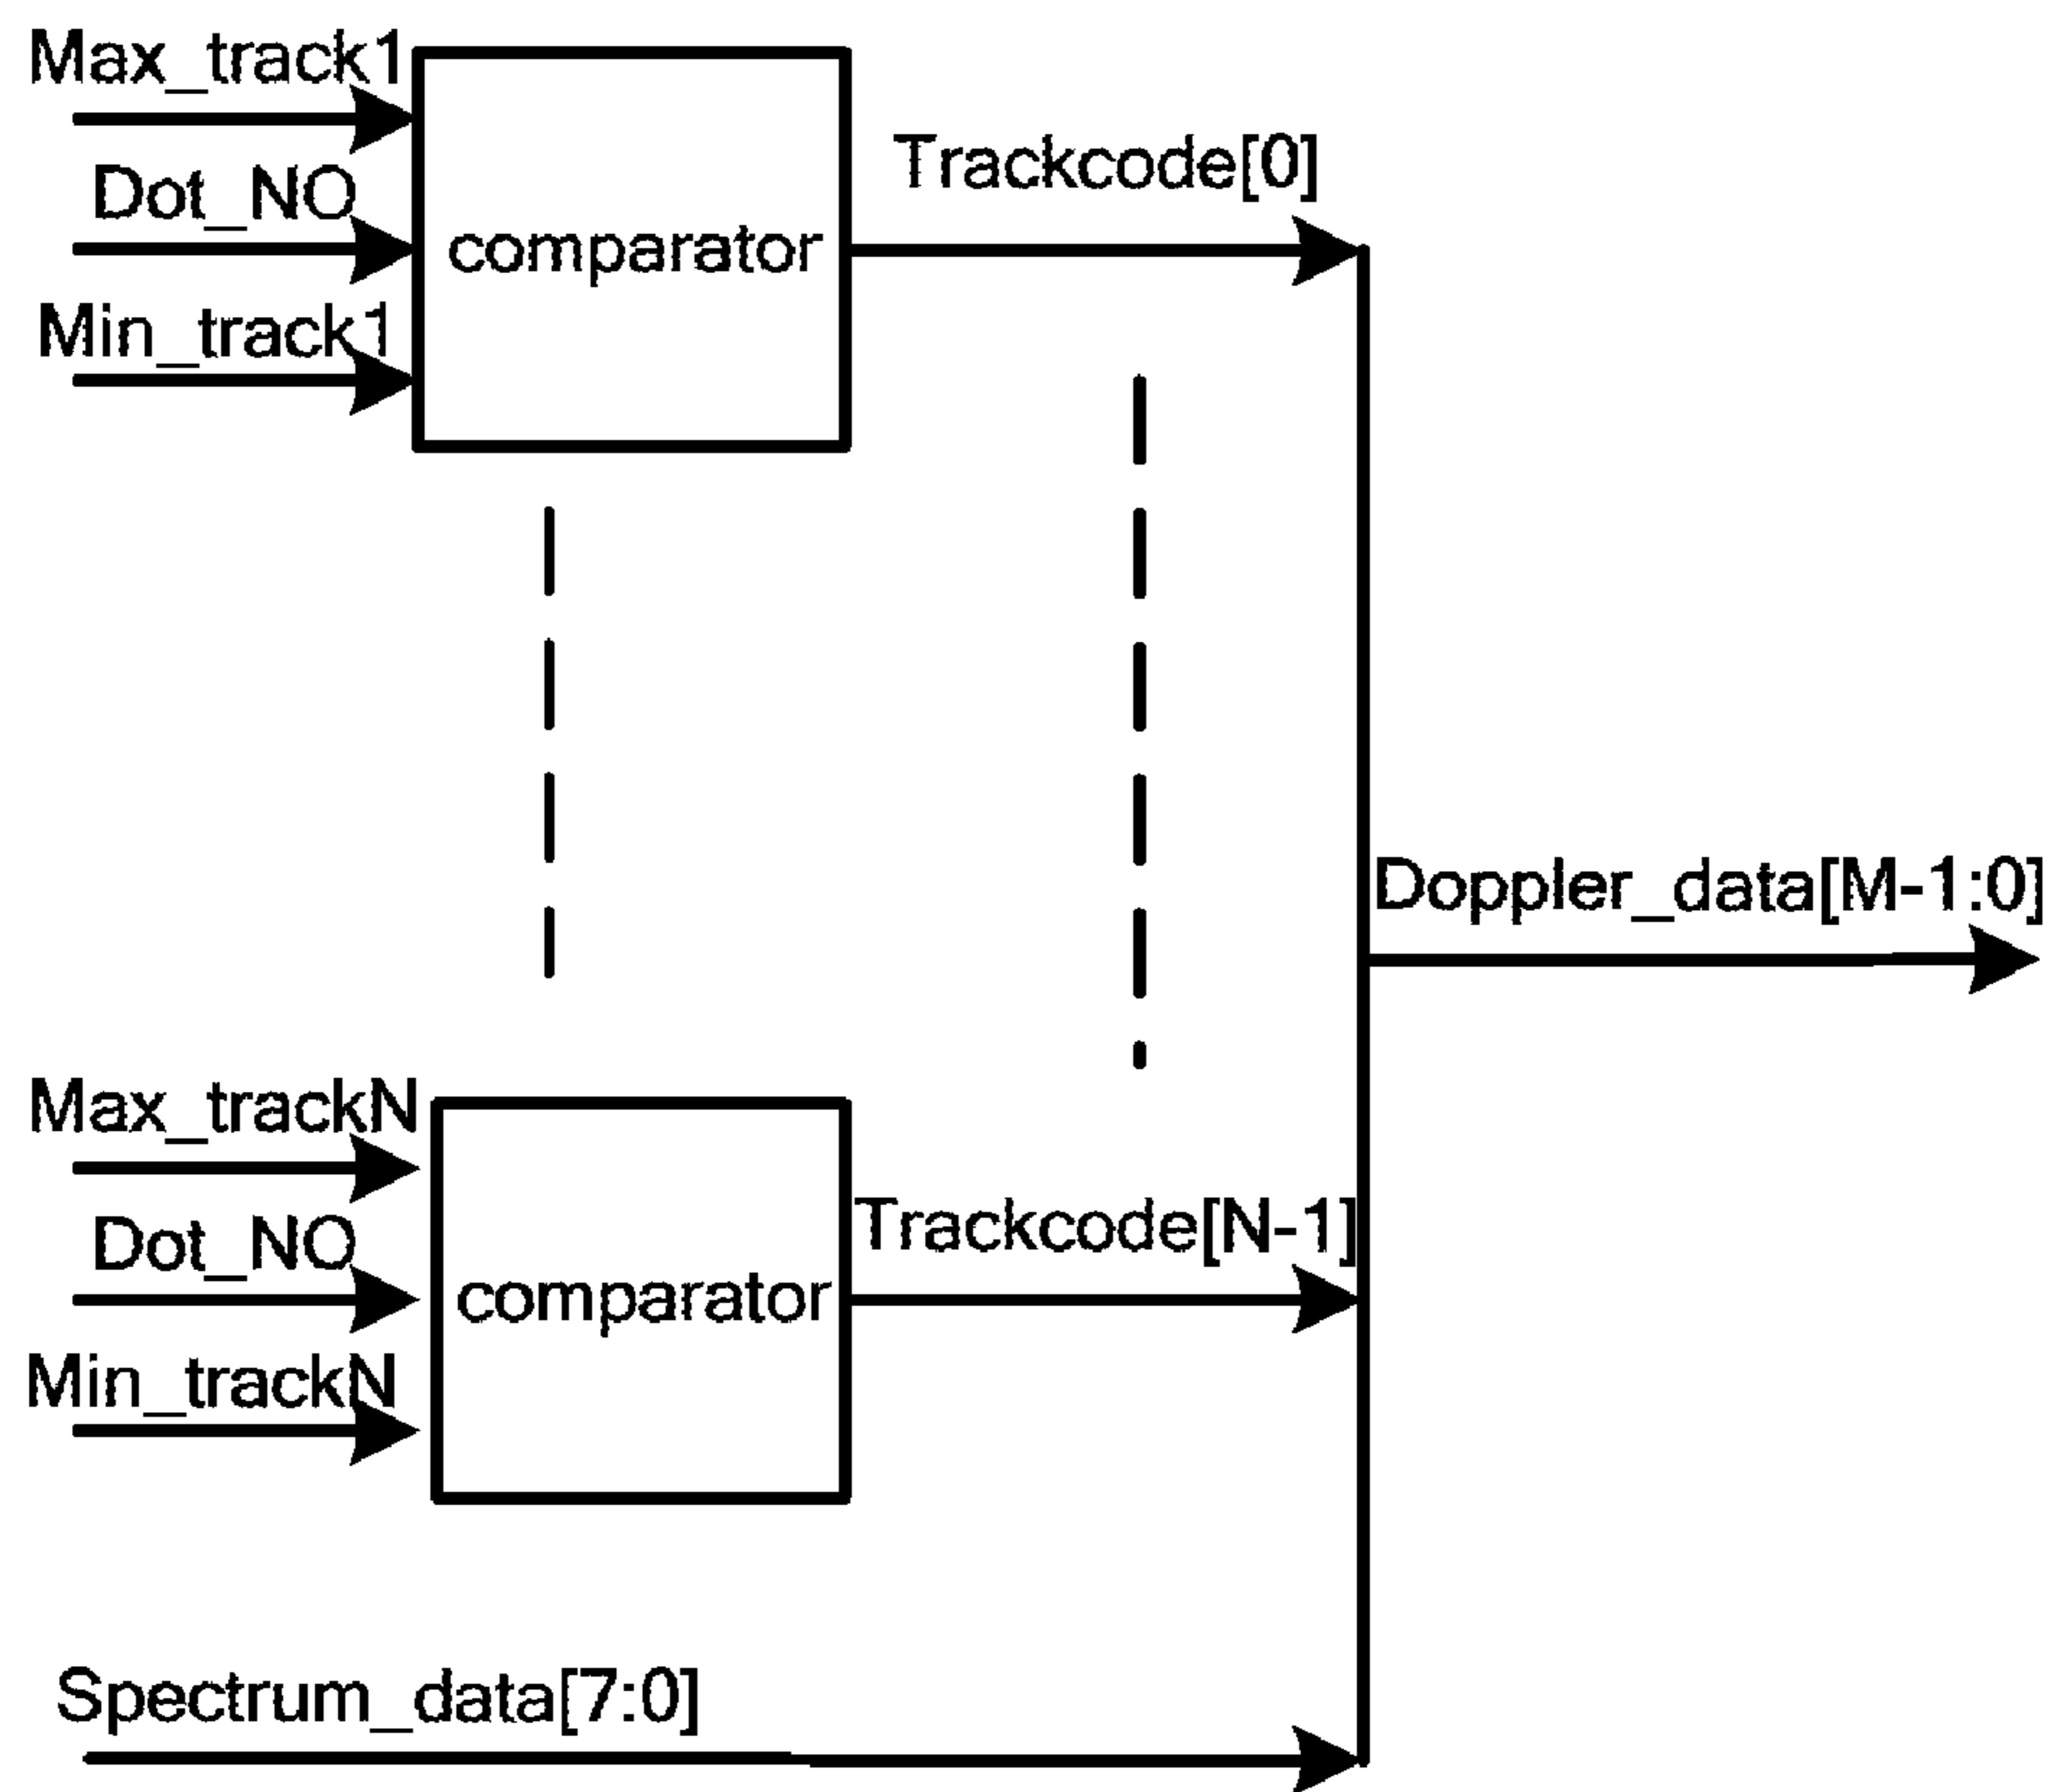 Max_track1
Dot_NO
Min_track1
comparator
Trackcode[0]
Doppler_data[M-1:0]
Max_trackN
Dot_NO
Min_trackN
comparator
Trackcode[N-1]
Spectrum_data[7:0]